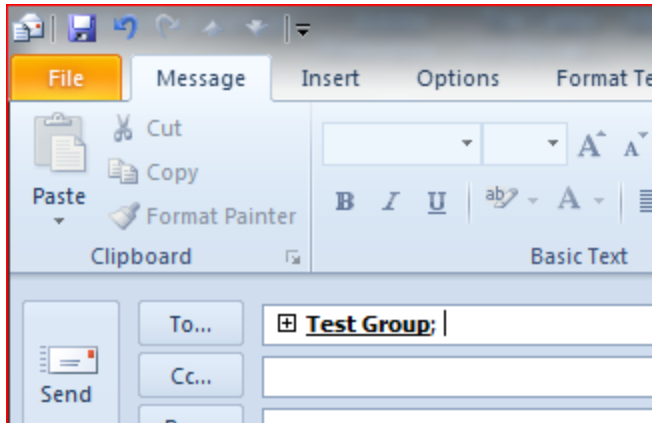 File Message Insert Options Format Te
Cut
Copy
Paste
Format Painter
B I U ab A
Clipboard Basic Text
To... Test Group;
Cc...
Send